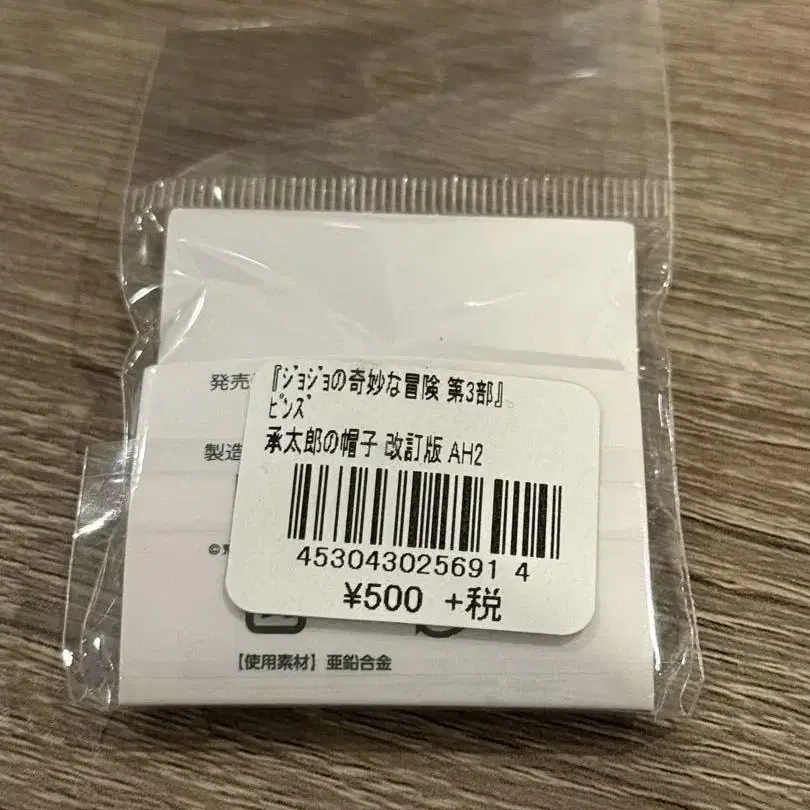 『ｼﾞｮｼﾞｮの奇妙な冒険 第3部』
ﾋﾟﾝｽﾞ
承太郎の帽子 改訂版 AH2
453043025691 4
¥500 +税
発売
製造
©荒
【使用素材】亜鉛合金